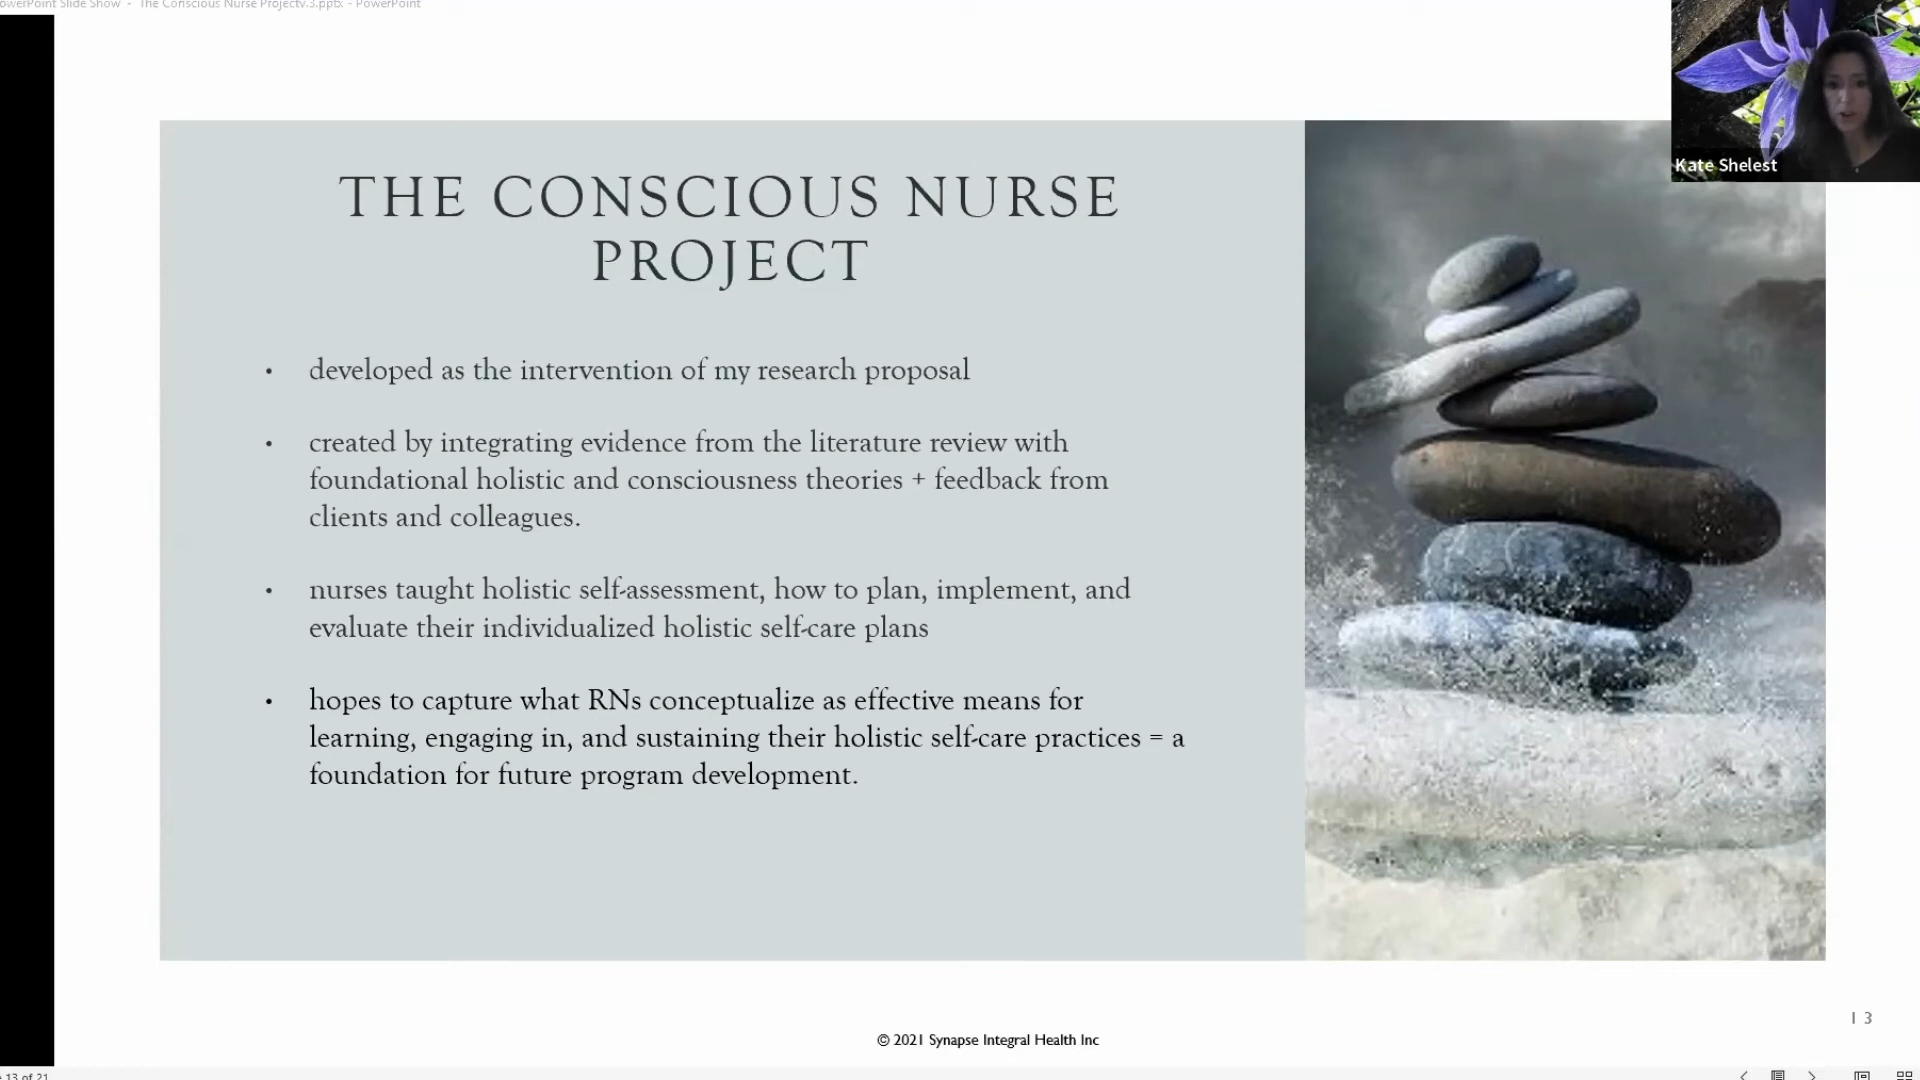 owerPoint Slide Show - The Conscious Nurse Projectv.3.pptx - PowerPoint
Kate Shelest
THE CONSCIOUS NURSE
PROJECT
• developed as the intervention of my research proposal
• created by integrating evidence from the literature review with
foundational holistic and consciousness theories + feedback from
clients and colleagues.
• nurses taught holistic self-assessment, how to plan, implement, and
evaluate their individualized holistic self-care plans
• hopes to capture what RNs conceptualize as effective means for
learning, engaging in, and sustaining their holistic self-care practices = a
foundation for future program development.
13
© 2021 Synapse Integral Health Inc
13 of 21